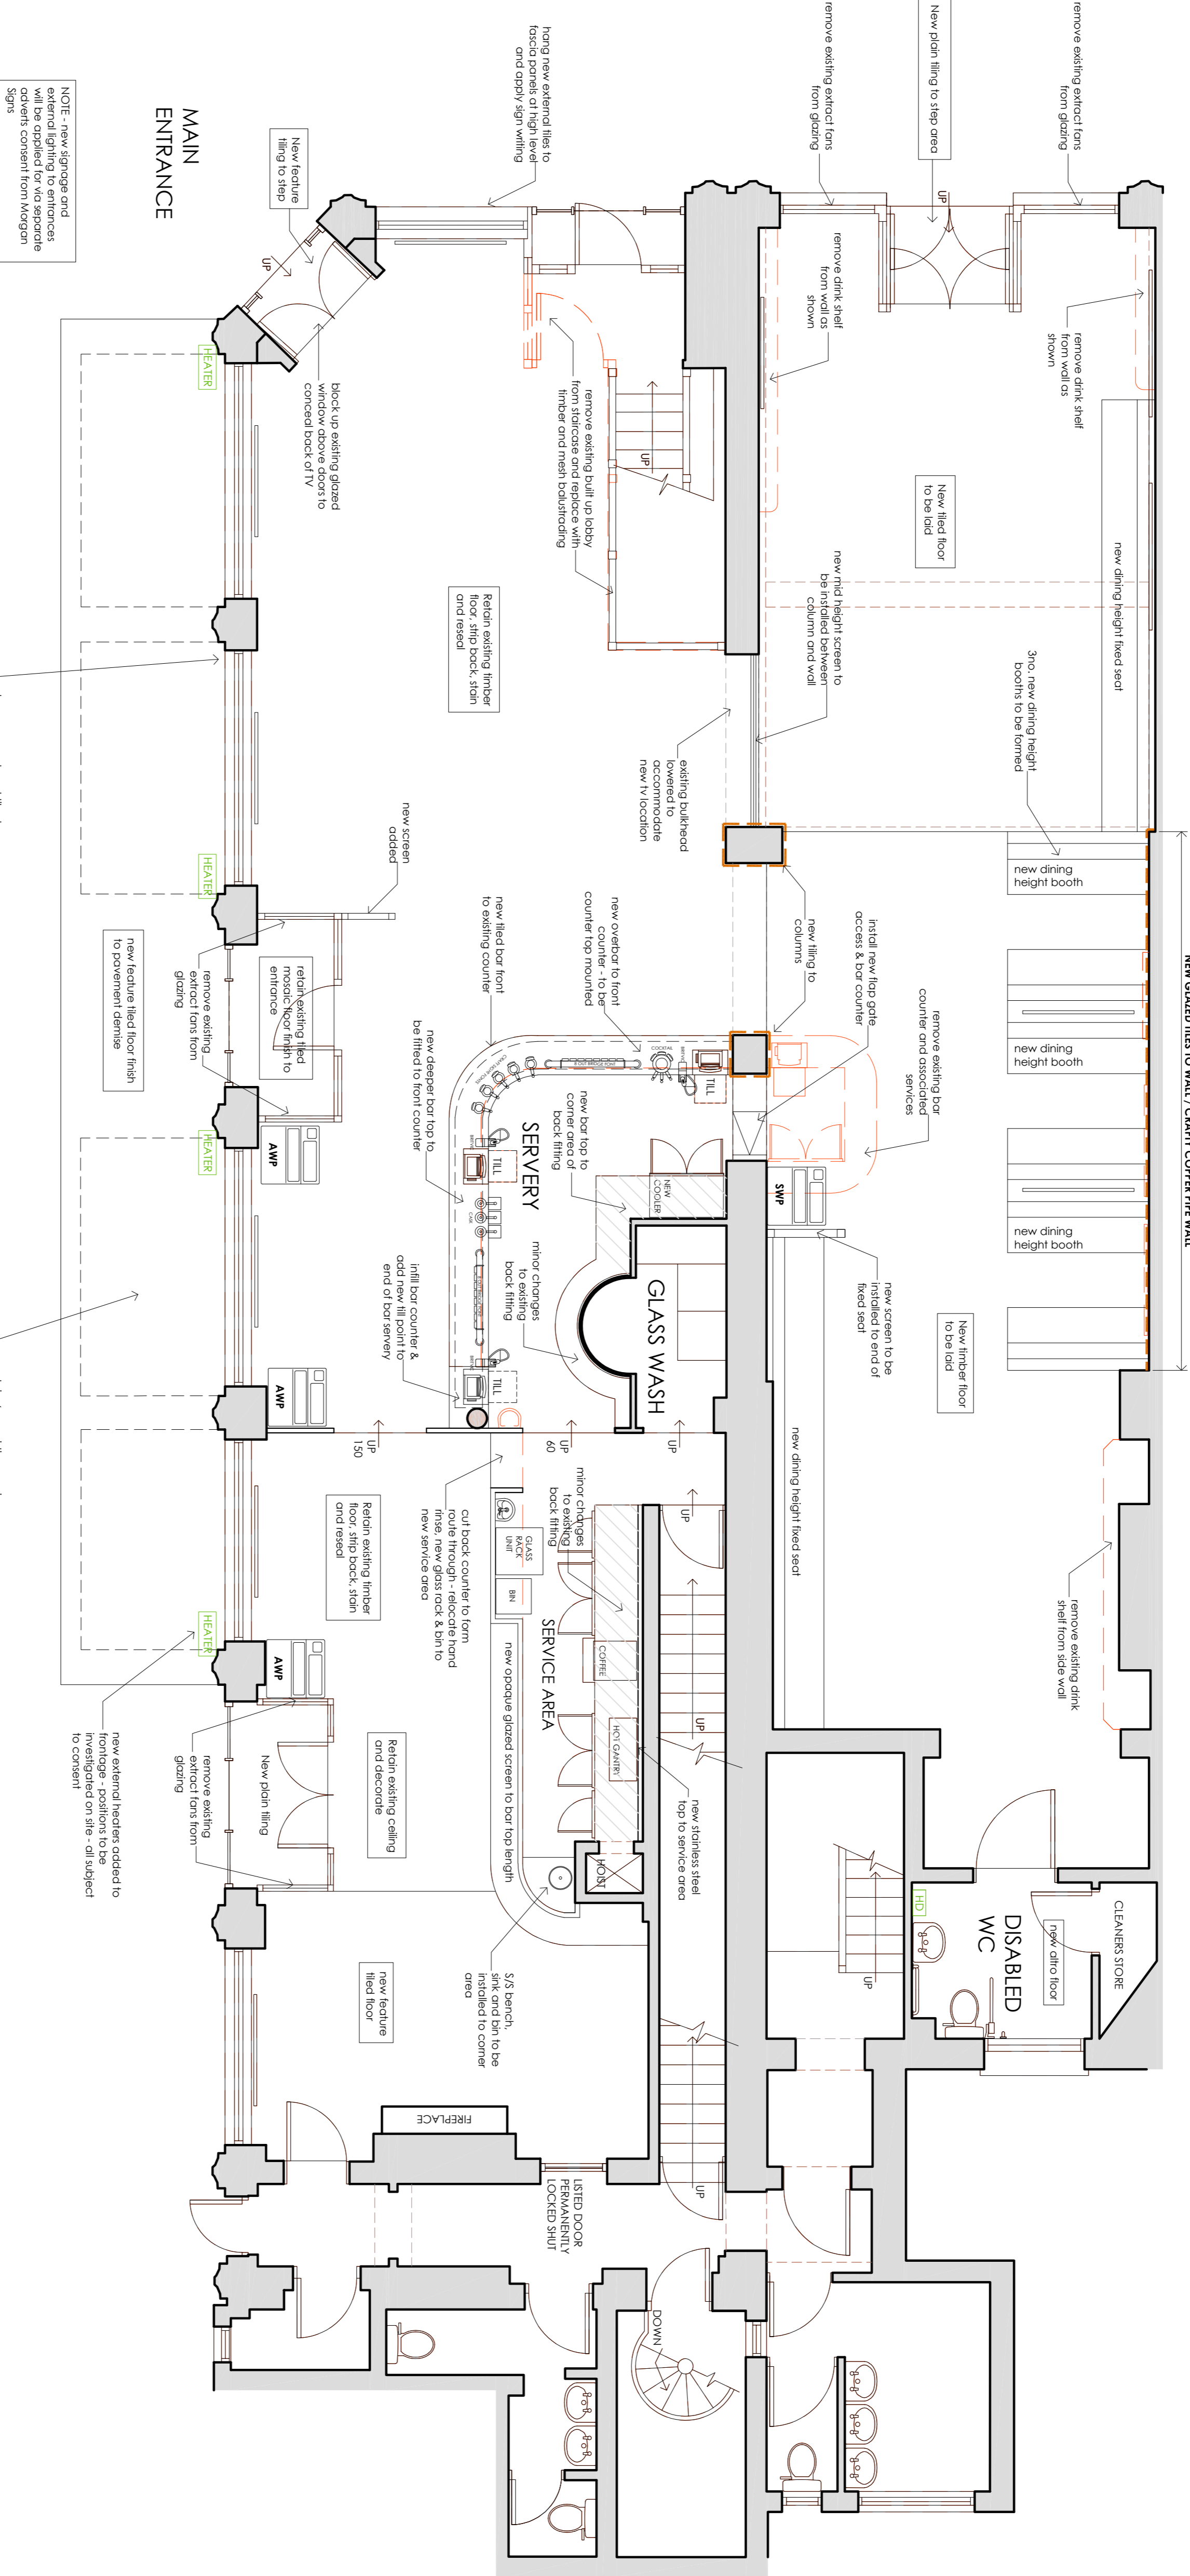 remove existing extract fans
from glazing
New plain tiling to step area
remove existing extract fans
from glazing
hang new external tiles to
fascia panels at high level
and apply sign writing
MAIN
ENTRANCE
NOTE - new signage and
external lighting to entrances
will be applied for via separate
adverts consent from Morgan
Signs
New feature
tiling to step
UP
UP
remove drink shelf
from wall as
shown
remove drink shelf
from wall as
shown
New tiled floor
to be laid
new dining height fixed seat
UP
remove existing built up lobby
from staircase and replace with
timber and mesh balustrading
block up existing glazed
window above doors to
conceal back of TV
HEATER
Retain existing timber
floor, strip back, stain
and reseal
new mid height screen to
be installed between
column and wall
existing bulkhead
lowered to
accommodate
new tv location
3no. new dining height
booths to be formed
NEW GLAZED TILES TO WALL / GRAFFI COPPER PIPE WALL
new dining
height booth
new dining
height booth
new dining
height booth
new tiling to
columns
install new flap gate
access & bar counter
remove existing bar
counter and associated
services
new screen
added
HEATER
new tiled bar front
to existing counter
new overbar to front
counter - to be
counter top mounted
retain existing tiled
mosaic floor finish to
entrance
remove existing
extract fans from
glazing
new feature tiled floor finish
to pavement demise
HEATER
AWP
new deeper bar top to
be fitted to front counter
SERVERY
COCKTAIL
TILL
TILL
CASK
TILL
new bar top to
corner area of
back fitting
NEW
COOLER
SWP
minor changes
to existing
back fitting
GLASS WASH
infill bar counter &
add new till point to
end of bar servery
new screen to be
installed to end of
fixed seat
New timber floor
to be laid
AWP
UP
150
UP
60
UP
new dining height fixed seat
remove existing drink
shelf from side wall
Retain existing timber
floor, strip back, stain
and reseal
cut back counter to form
route through - relocate hand
rinse, new glass rack & bin to
new service area
minor changes
to existing
back fitting
GLASS
RACK
UNIT
BIN
SERVICE AREA
COFFEE
HOT GANTRY
HOIST
UP
UP
new opaque glazed screen to bar top length
new stainless steel
top to service area
HEATER
AWP
new external heaters added to
frontage - positions to be
investigated on site - all subject
to consent
remove existing
extract fans from
glazing
New plain tiling
Retain existing ceiling
and decorate
S/S bench,
sink and bin to be
installed to corner
area
new feature
tiled floor
FIREPLACE
LISTED DOOR
PERMANENTLY
LOCKED SHUT
UP
UP
HD
DISABLED
WC
new altro floor
CLEANERS STORE
DOWN